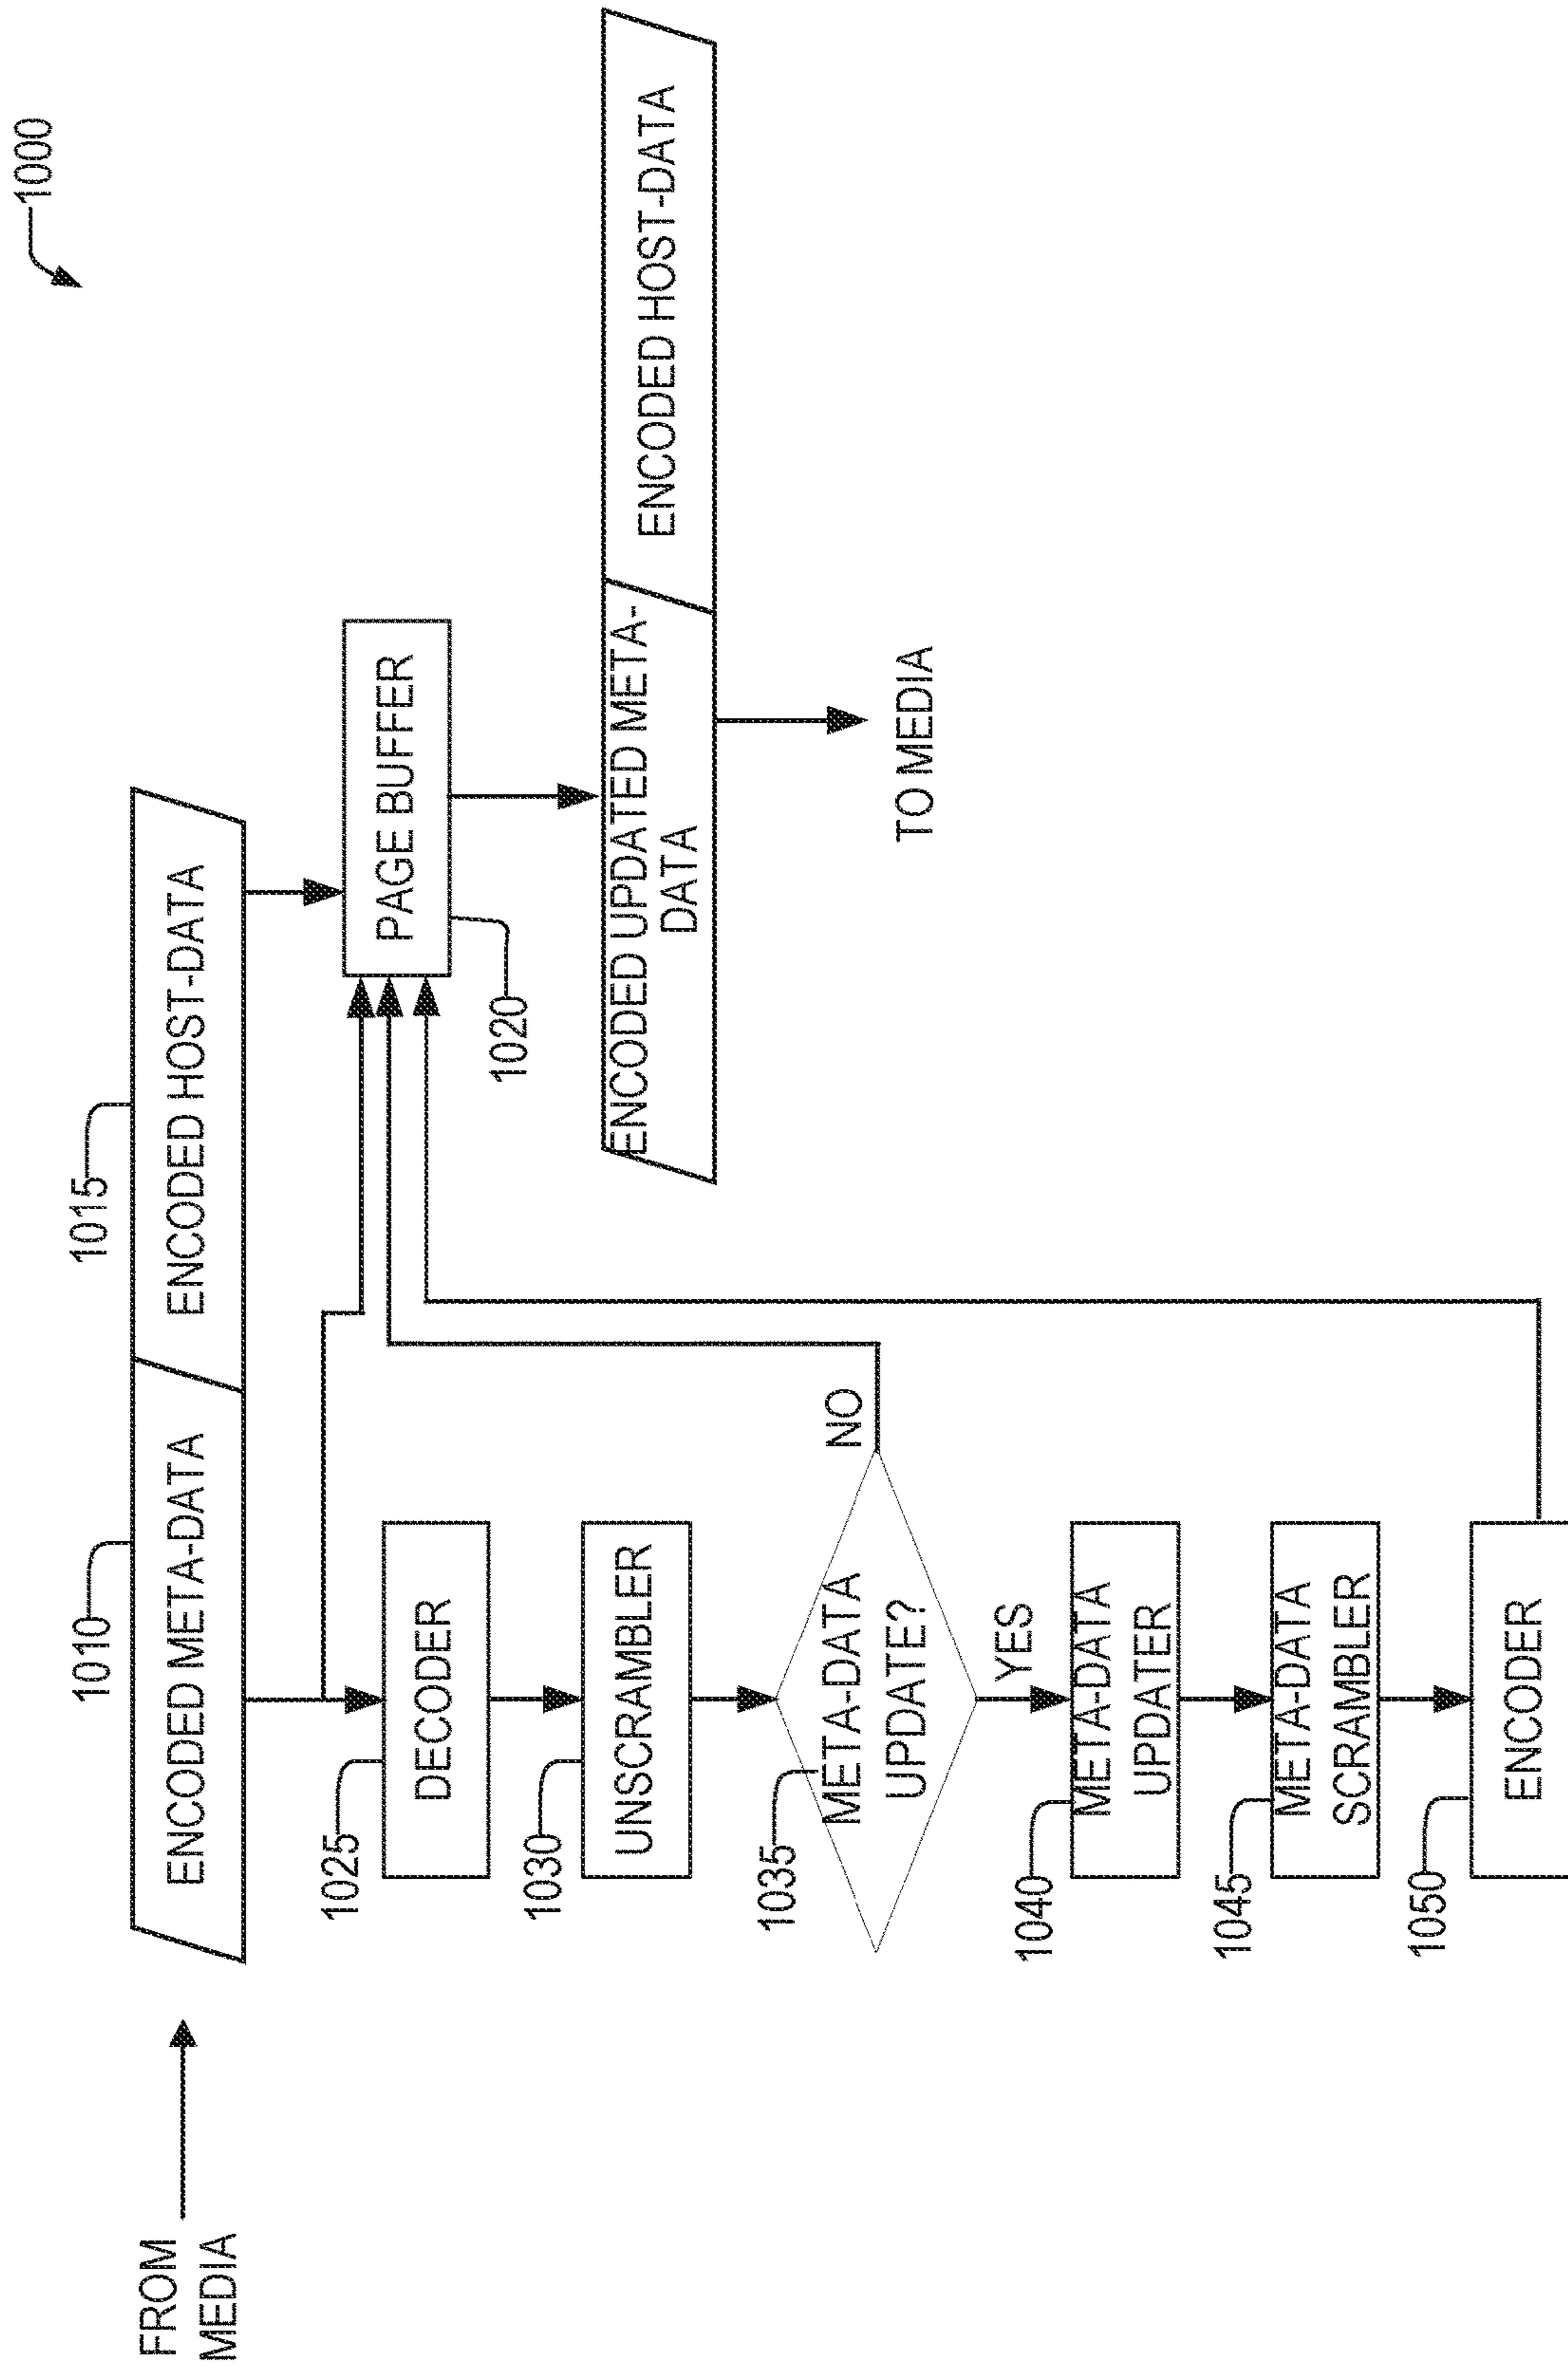 1000
1010
1015
FROM
MEDIA
ENCODED META-DATA
ENCODED HOST-DATA
1025
DECODER
PAGE BUFFER
1020
1030
UNSCRAMBLER
ENCODED UPDATED META-
DATA
ENCODED HOST-DATA
1035
META-DATA
UPDATE?
NO
TO MEDIA
YES
1040
META-DATA
UPDATER
1045
META-DATA
SCRAMBLER
1050
ENCODER